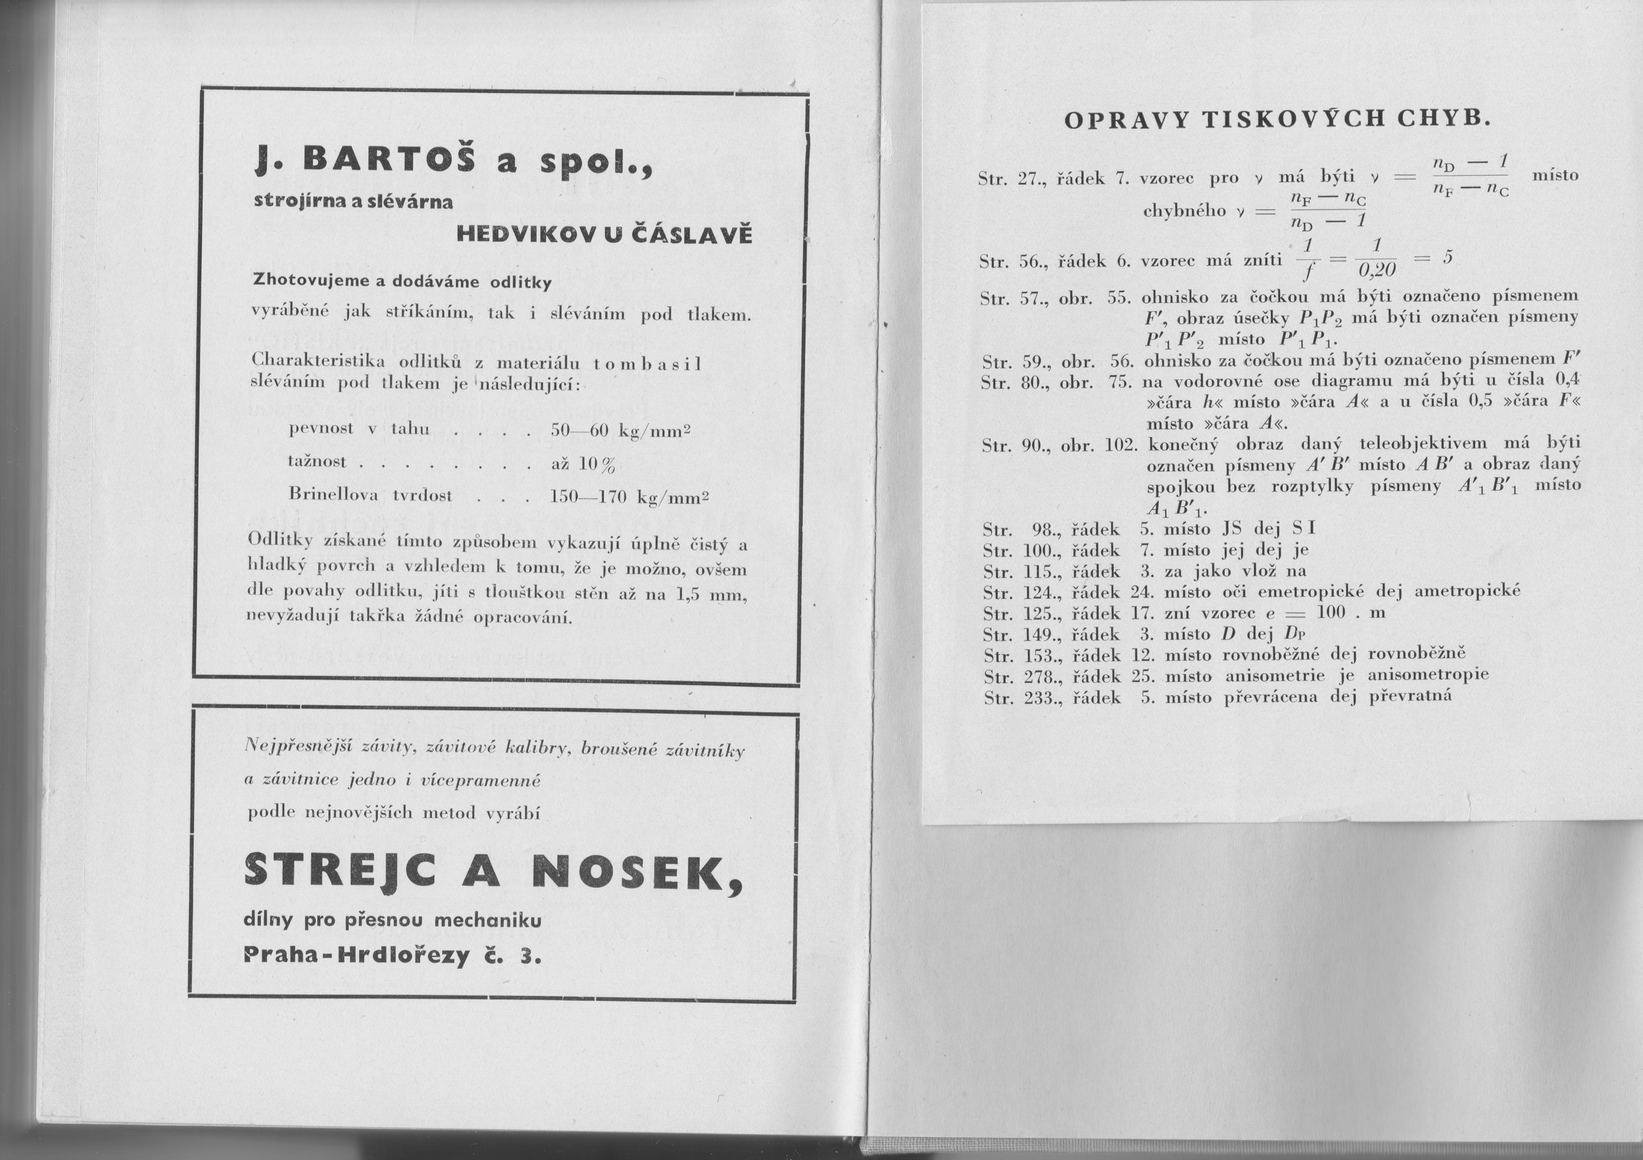 J. BARTOŠ a spol.,
strojírna a slévárna
HEDVIKOV U ČÁSLAVĚ
Zhotovujeme a dodáváme odlitky
vyráběné jak stříkáním, tak i sléváním pod tlakem.
Charakteristika odlitků z materiálu tombasil
sléváním pod tlakem je následující:
pevnost v tahu . . . . 50—60 kg/mm²
tažnost . . . . . . . . až 10%
Brinellova tvrdost . . . 150—170 kg/mm²
Odlitky získané tímto způsobem vykazují úplně čistý a
hladký povrch a vzhledem k tomu, že je možno, ovšem
dle povahy odlitku, jíti s tloušťkou stěn až na 1,5 mm,
nevyžadují takřka žádné opracování.
Nejpřesnější závity, závitové kalibry, broušené závitníky
a závitnice jedno i vícepramenné
podle nejnovějších metod vyrábí
STREJC A NOSEK,
dílny pro přesnou mechaniku
Praha-Hrdlořezy č. 3.
OPRAVY TISKOVÝCH CHYB.
Str. 27., řádek 7. vzorec pro γ má býti γ = (n_D — 1)/(n_F — n_C) místo
chybného γ = (n_F — n_C)/(n_D — 1)
Str. 56., řádek 6. vzorec má zníti 1/f = 1/0,20 = 5
Str. 57., obr. 55. ohnisko za čočkou má býti označeno písmenem
F′, obraz úsečky P₁P₂ má býti označen písmeny
P′₁ P′₂ místo P′₁ P₁.
Str. 59., obr. 56. ohnisko za čočkou má býti označeno písmenem F′
Str. 80., obr. 75. na vodorovné ose diagramu má býti u čísla 0,4
»čára h« místo »čára A« a u čísla 0,5 »čára F«
místo »čára A«.
Str. 90., obr. 102. konečný obraz daný teleobjektivem má býti
označen písmeny A′ B′ místo A B′ a obraz daný
spojkou bez rozptylky písmeny A′₁ B′₁ místo
A₁ B′₁.
Str. 98., řádek 5. místo JS dej S I
Str. 100., řádek 7. místo jej dej je
Str. 115., řádek 3. za jako vlož na
Str. 124., řádek 24. místo oči emetropické dej ametropické
Str. 125., řádek 17. zní vzorec e = 100 . m
Str. 149., řádek 3. místo D dej Dp
Str. 153., řádek 12. místo rovnoběžné dej rovnoběžně
Str. 278., řádek 25. místo anisometrie je anisometropie
Str. 233., řádek 5. místo převrácena dej převratná